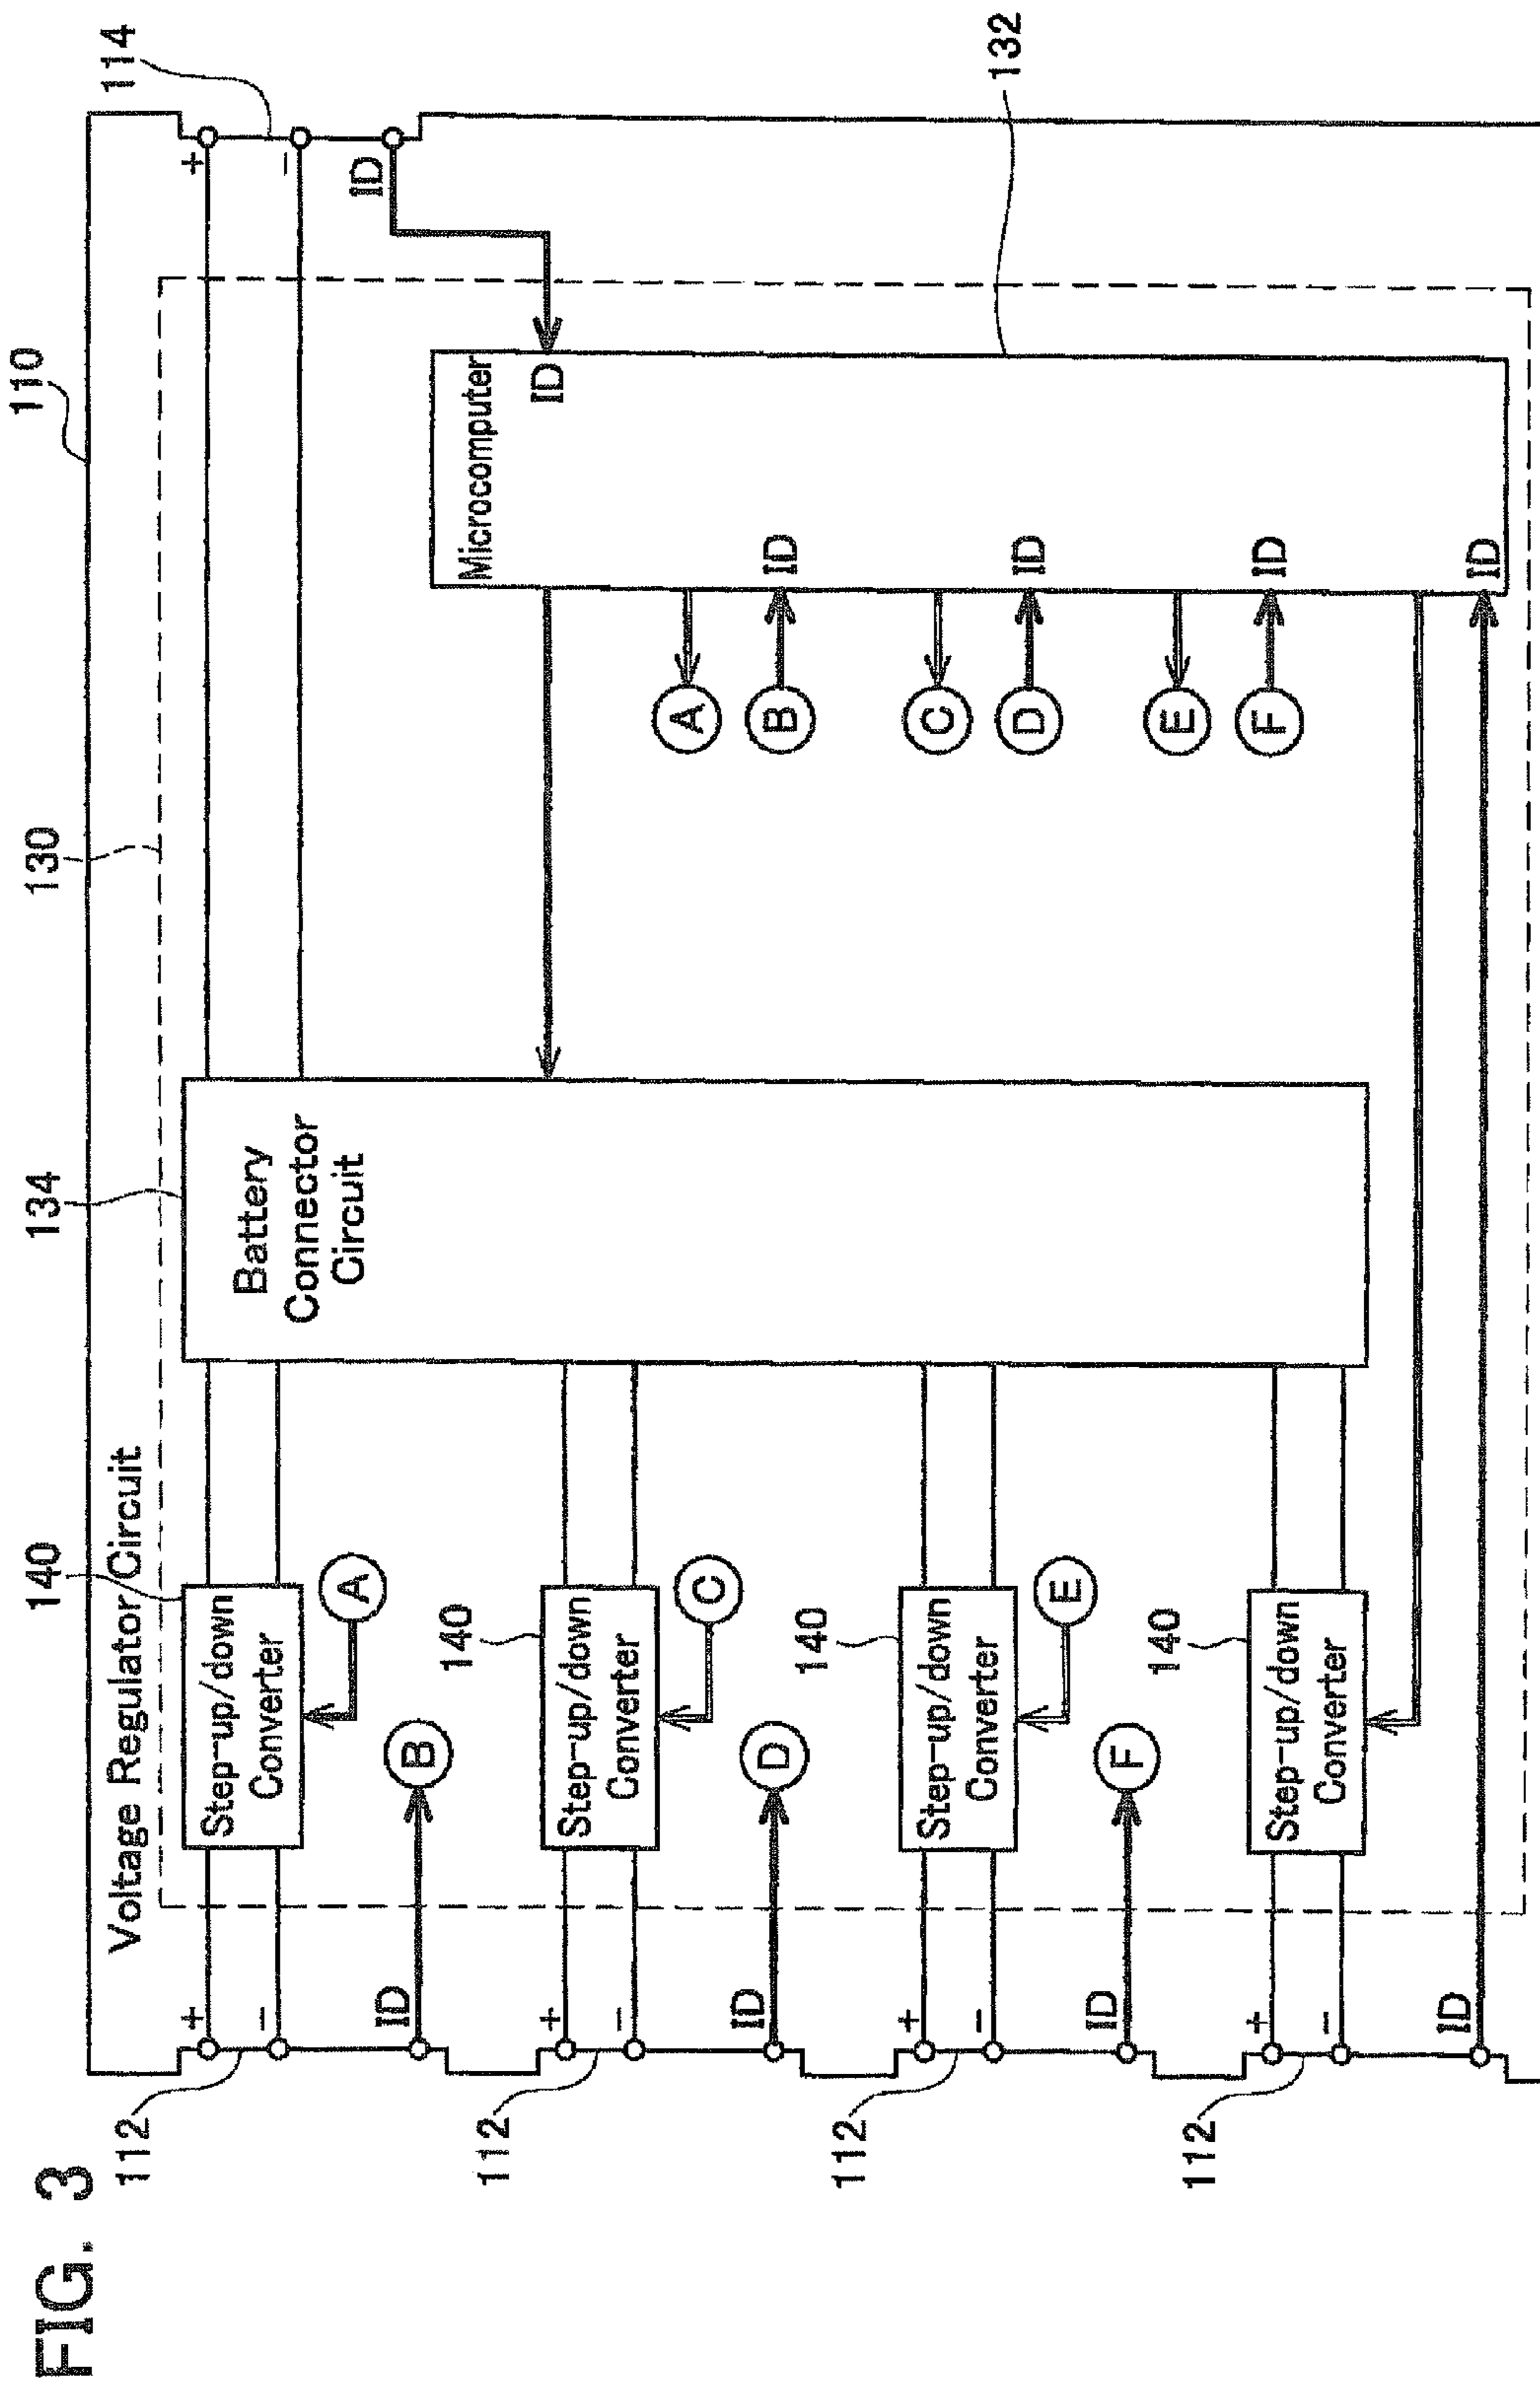 FIG. 3
110
130
134
140
Voltage Regulator Circuit
114
112
+
−
ID
Step-up/down
Converter
A
B
Battery
Connector
Circuit
+
−
ID
Microcomputer
ID
132
112
+
−
ID
140
Step-up/down
Converter
C
D
A
B
ID
112
+
−
ID
140
Step-up/down
Converter
E
F
C
D
ID
112
+
−
ID
140
Step-up/down
Converter
E
F
ID
ID